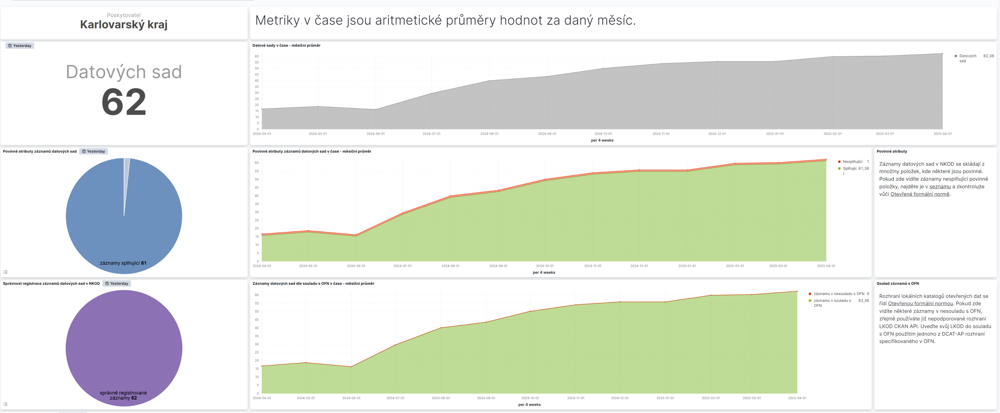 Poskytovatel
Karlovarský kraj
Metriky v čase jsou aritmetické průměry hodnot za daný měsíc.
Yesterday
Datových sad
62
Datové sady v čase - měsíční průměr
60
55
50
45
40
35
30
25
20
15
10
5
0
2024-04-01 2024-05-01 2024-06-01 2024-07-01 2024-08-01 2024-09-01 2024-10-01 2024-11-01 2024-12-01 2025-01-01 2025-02-01 2025-03-01 2025-04-01
per 4 weeks
Datových 62,36
sad
Povinné atributy záznamů datových sad Yesterday
záznamy splňující 61
Povinné atributy záznamů datových sad v čase - měsíční průměr
60
55
50
45
40
35
30
25
20
15
10
5
0
2024-04-01 2024-05-01 2024-06-01 2024-07-01 2024-08-01 2024-09-01 2024-10-01 2024-11-01 2024-12-01 2025-01-01 2025-02-01 2025-03-01 2025-04-01
per 4 weeks
Nesplňující 1
Splňujíc 61,36
í
Povinné atributy
Záznamy datových sad v NKOD se skládají z
množiny položek, kde některé jsou povinné.
Pokud zde vidíte záznamy nesplňující povinné
položky, najděte je v seznamu a zkontrolujte
vůči Otevřené formální normě.
Správnost registrace záznamů datových sad v NKOD Yesterday
správně registrované
záznamy 62
Záznamy datových sad dle souladu s OFN v čase - měsíční průměr
60
55
50
45
40
35
30
25
20
15
10
5
0
2024-04-01 2024-05-01 2024-06-01 2024-07-01 2024-08-01 2024-09-01 2024-10-01 2024-11-01 2024-12-01 2025-01-01 2025-02-01 2025-03-01 2025-04-01
per 4 weeks
záznamu v nesouladu s OFN 0
záznamu v souladu s 62,36
OFN
Soulad záznamů s OFN
Rozhraní lokálních katalogů otevřených dat se
řídí Otevřenou formální normou. Pokud zde
vidíte některé záznamy v nesouladu s OFN,
zřejmě používáte již nepodporované rozhraní
LKOD CKAN API. Uveďte svůj LKOD do souladu
s OFN použitím jednoho z DCAT-AP rozhraní
specifikovaného v OFN.